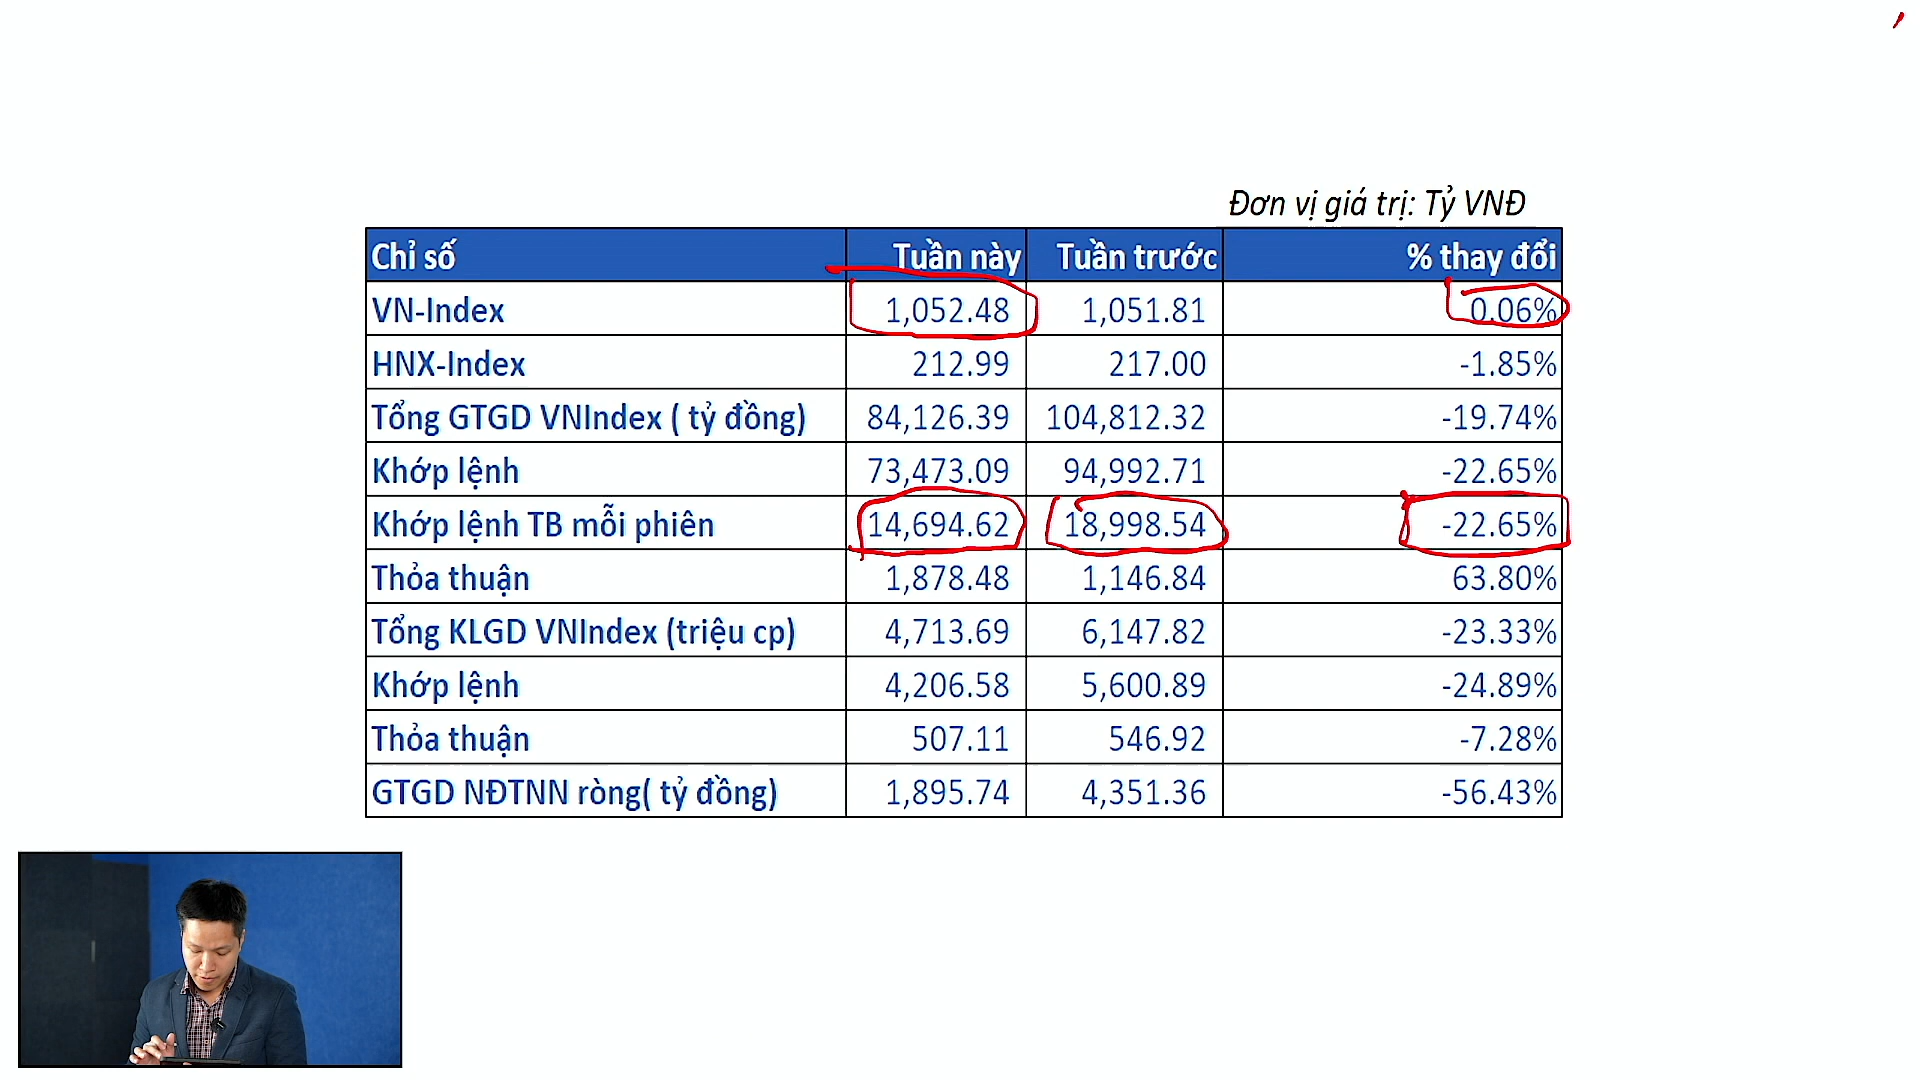 Đơn vị giá trị: Tỷ VNĐ
Chỉ số Tuần này Tuần trước % thay đổi
VN-Index 1,052.48 1,051.81 0.06%
HNX-Index 212.99 217.00 -1.85%
Tổng GTGD VNIndex ( tỷ đồng) 84,126.39 104,812.32 -19.74%
Khớp lệnh 73,473.09 94,992.71 -22.65%
Khớp lệnh TB mỗi phiên 14,694.62 18,998.54 -22.65%
Thỏa thuận 1,878.48 1,146.84 63.80%
Tổng KLGD VNIndex (triệu cp) 4,713.69 6,147.82 -23.33%
Khớp lệnh 4,206.58 5,600.89 -24.89%
Thỏa thuận 507.11 546.92 -7.28%
GTGD NĐTNN ròng( tỷ đồng) 1,895.74 4,351.36 -56.43%